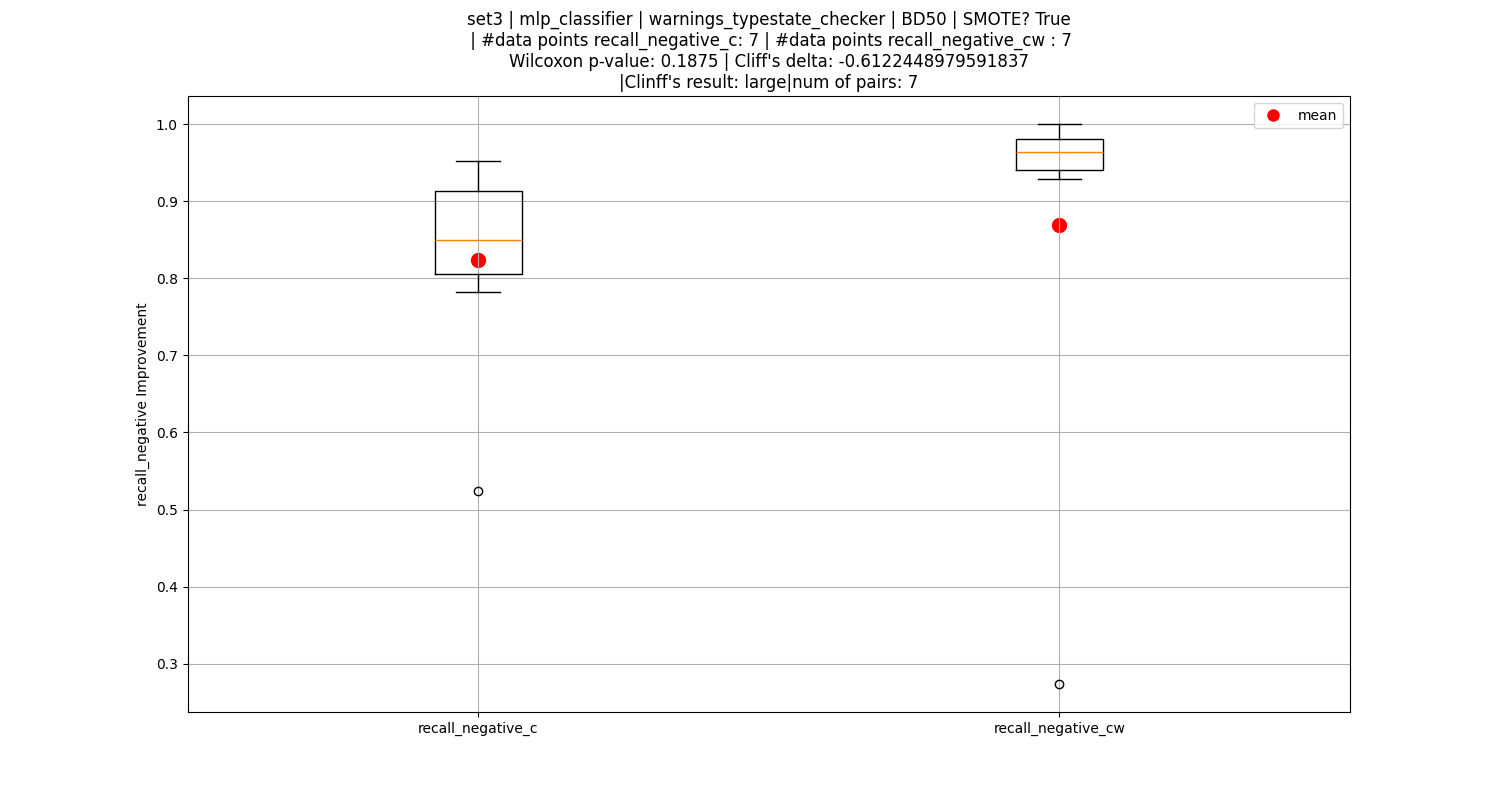 set3 | mlp_classifier | warnings_typestate_checker | BD50 | SMOTE? True
| #data points recall_negative_c: 7 | #data points recall_negative_cw : 7
Wilcoxon p-value: 0.1875 | Cliff's delta: -0.6122448979591837
|Clinff's result: large|num of pairs: 7
mean
1.0
0.9
0.8
0.7
0.6
0.5
0.4
0.3
recall_negative Improvement
recall_negative_c
recall_negative_cw